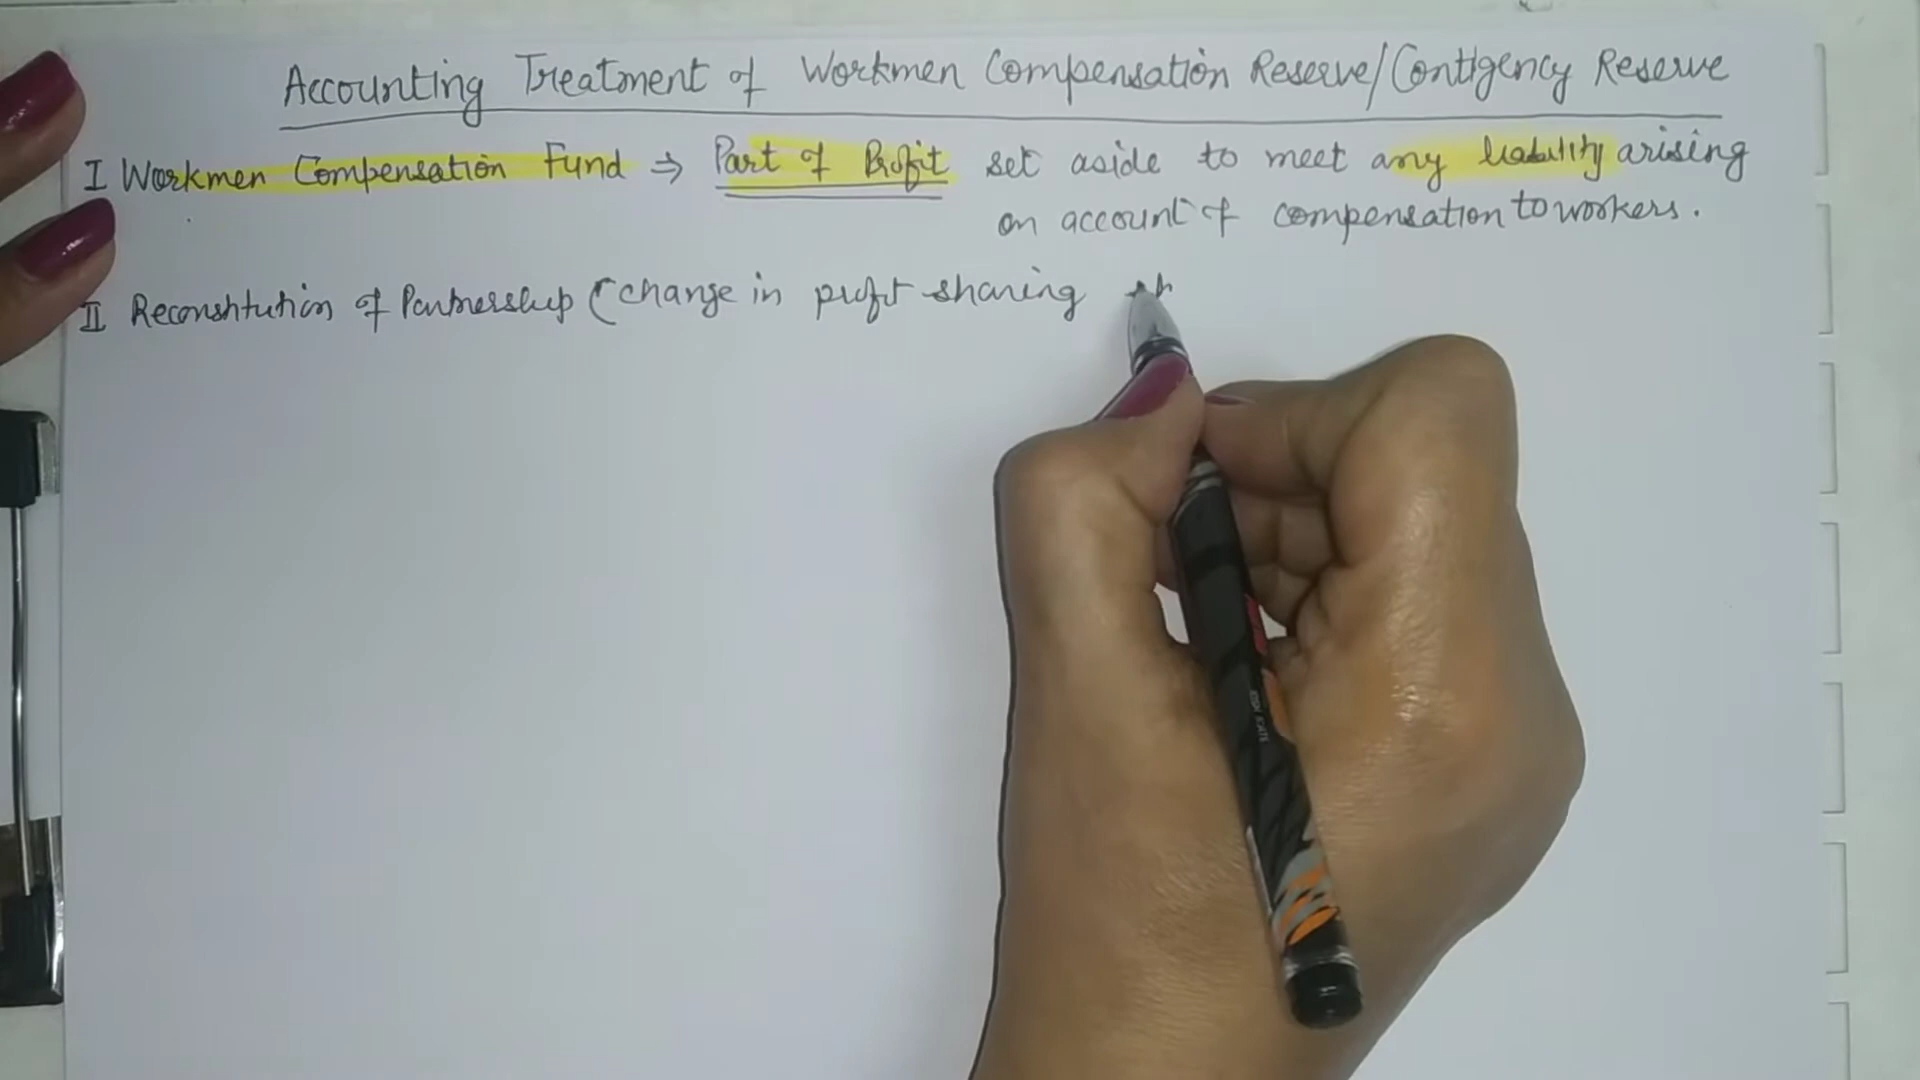 Accounting Treatment of Workmen Compensation Reserve/Contigency Reserve
I Workmen Compensation Fund ⇒ Part of Profit set aside to meet any liability arising
on account of compensation to workers.
II Reconstitution of Partnership (change in profit sharing